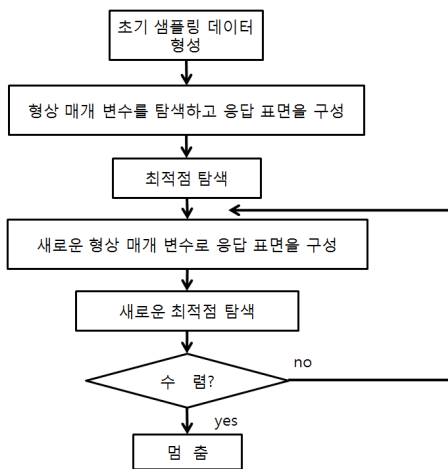 초기 샘플링 데이터
형성
형상 매개 변수를 탐색하고 응답 표면을 구성
최적점 탐색
새로운 형상 매개 변수로 응답 표면을 구성
새로운 최적점 탐색
수 렴?
no
yes
멈 춤